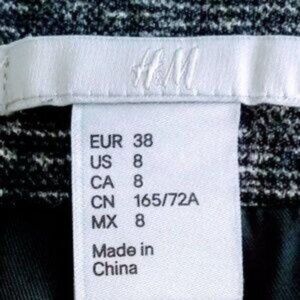 H&M
EUR 38
US 8
CA 8
CN 165/72A
MX 8
Made in
China